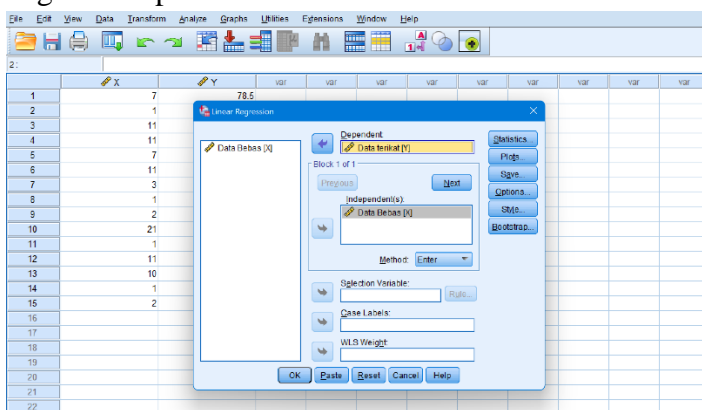 File Edit View Data Transform Analyze Graphs Utilities Extensions Window Help
2:
X Y var var var var var var var var var
1 7 78.5
2 1
3 11
4 11
5 7
6 11
7 3
8 1
9 2
10 21
11 1
12 11
13 10
14 1
15 2
16
17
18
19
20
21
22
Linear Regression
Data Bebas [X]
Dependent:
Data terikat [Y]
Block 1 of 1
Previous Next
Independent(s):
Data Bebas [X]
Method: Enter
Selection Variable:
Rule...
Case Labels:
WLS Weight:
Statistics...
Plots...
Save...
Options...
Style...
Bootstrap...
OK Paste Reset Cancel Help